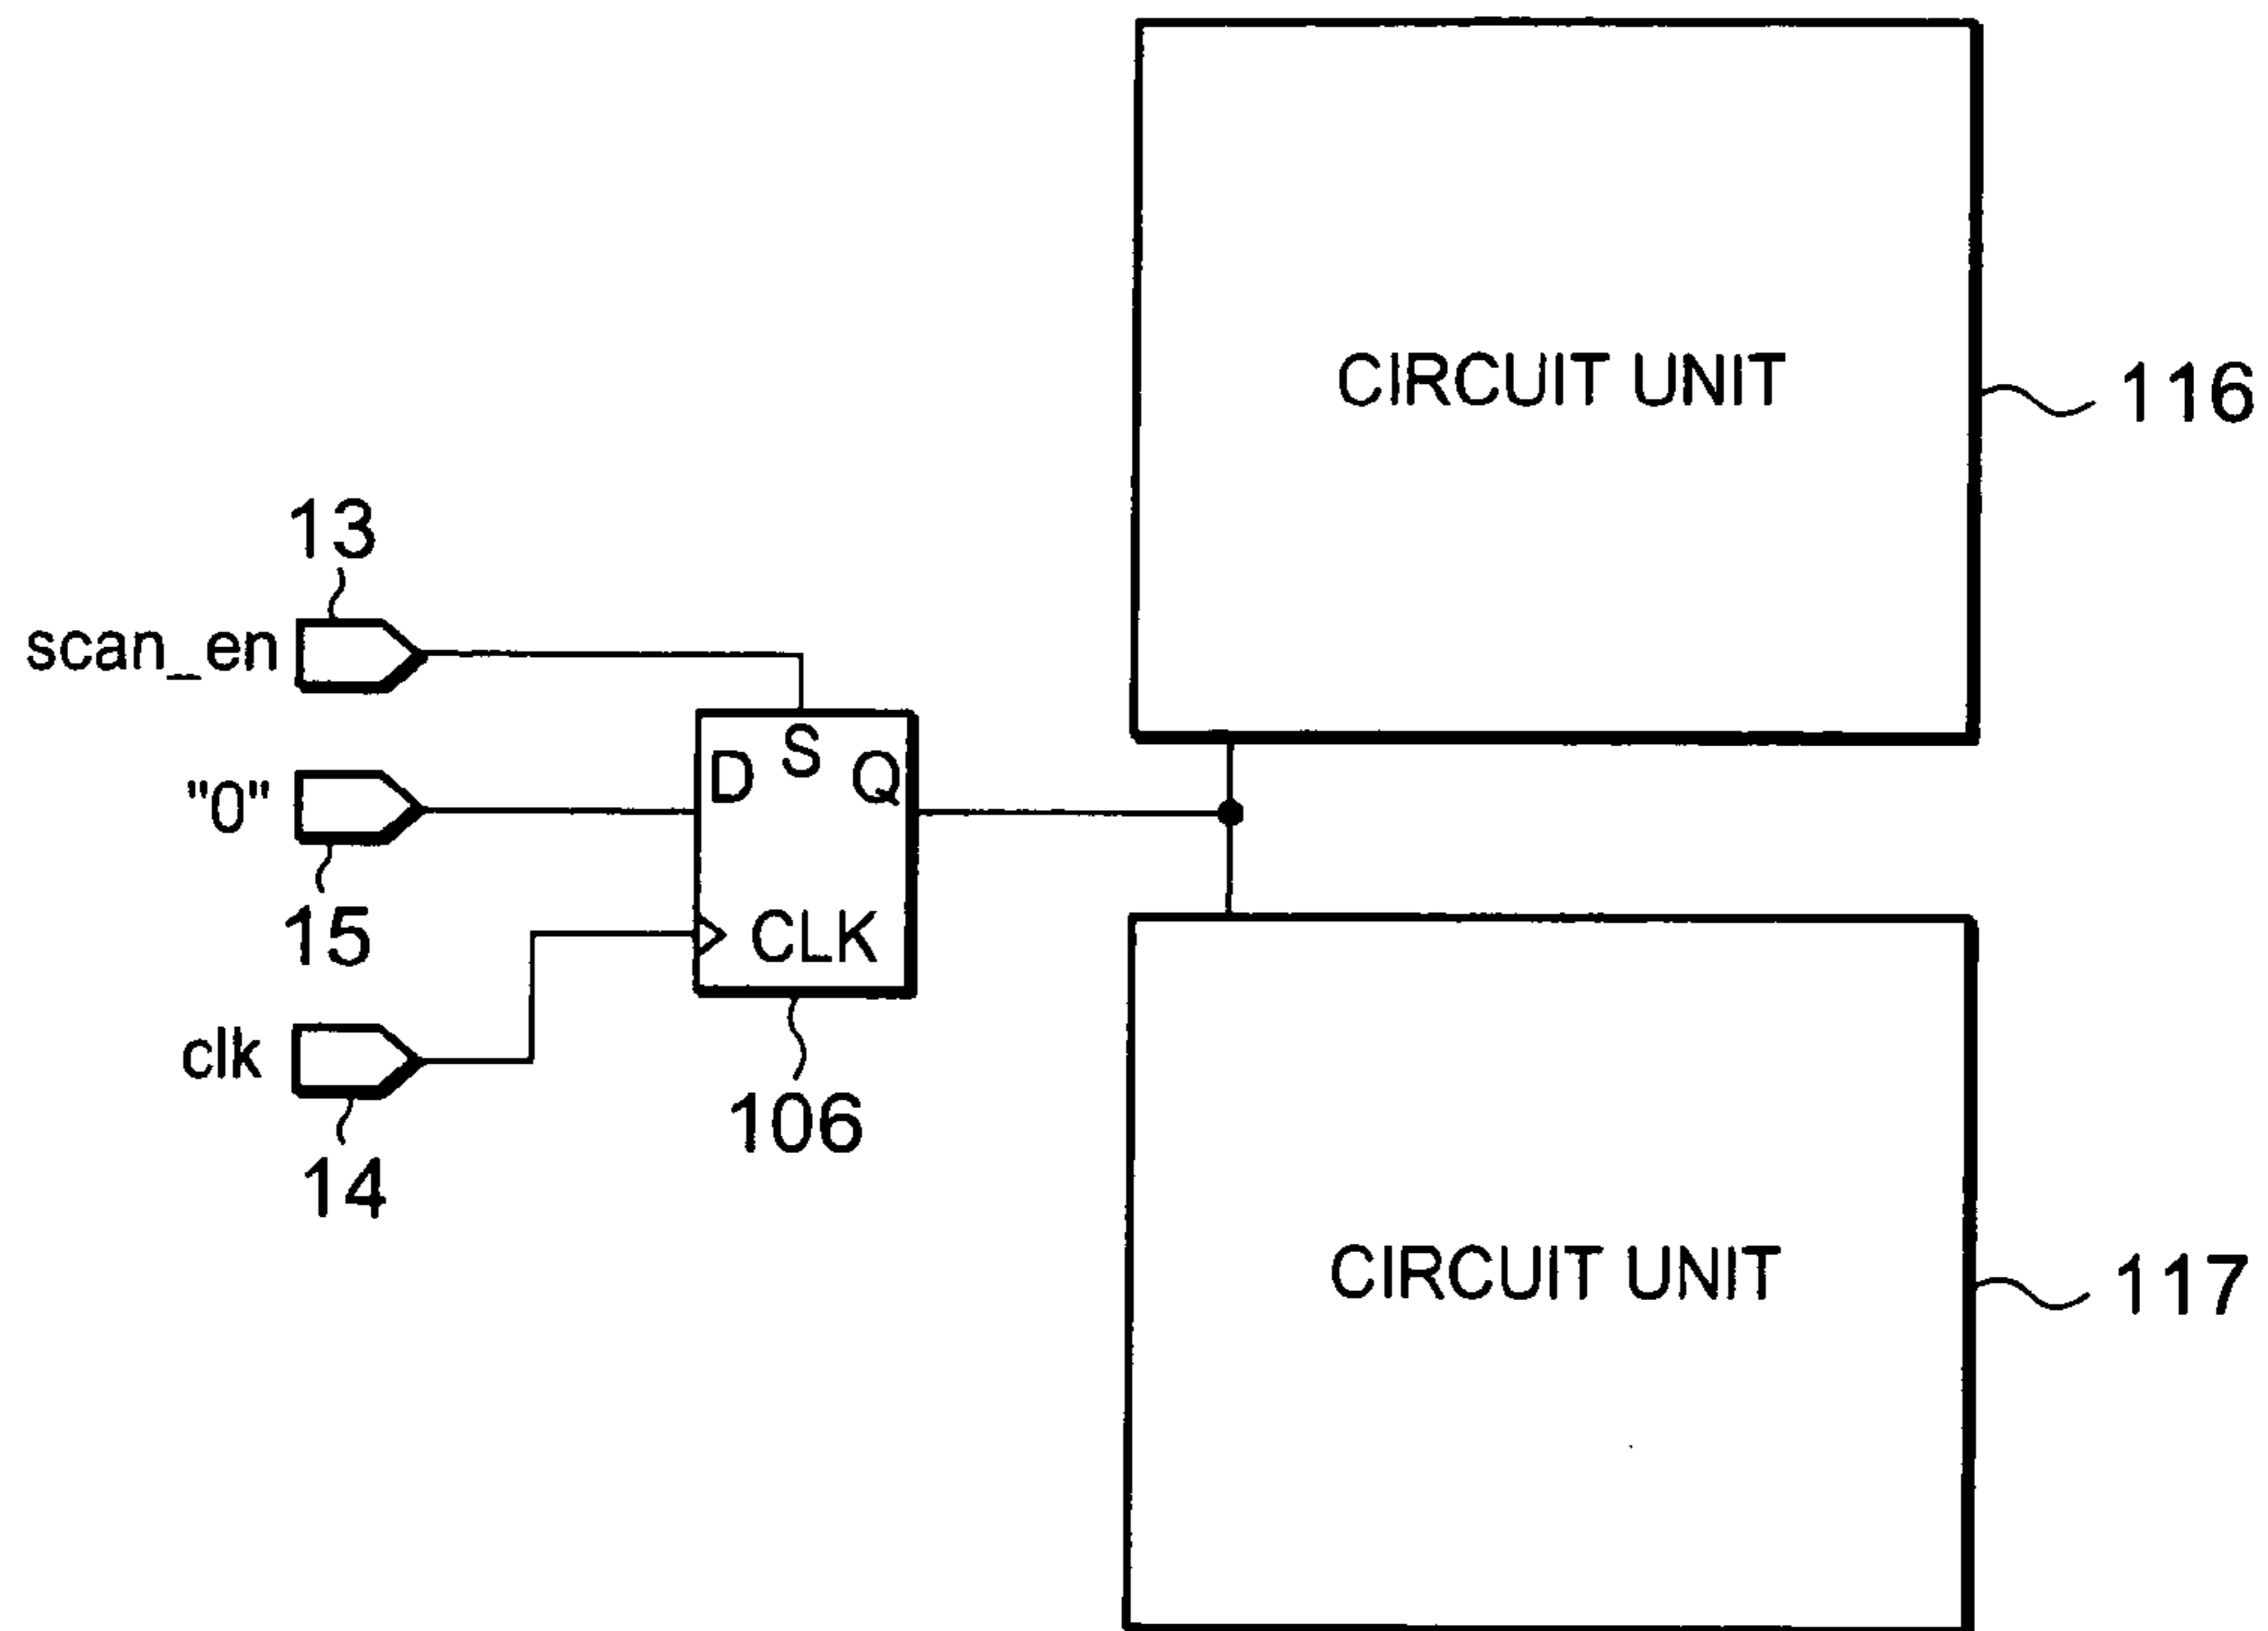 CIRCUIT UNIT
116
13
scan_en
"0"
15
clk
14
D
S
Q
CLK
106
CIRCUIT UNIT
117